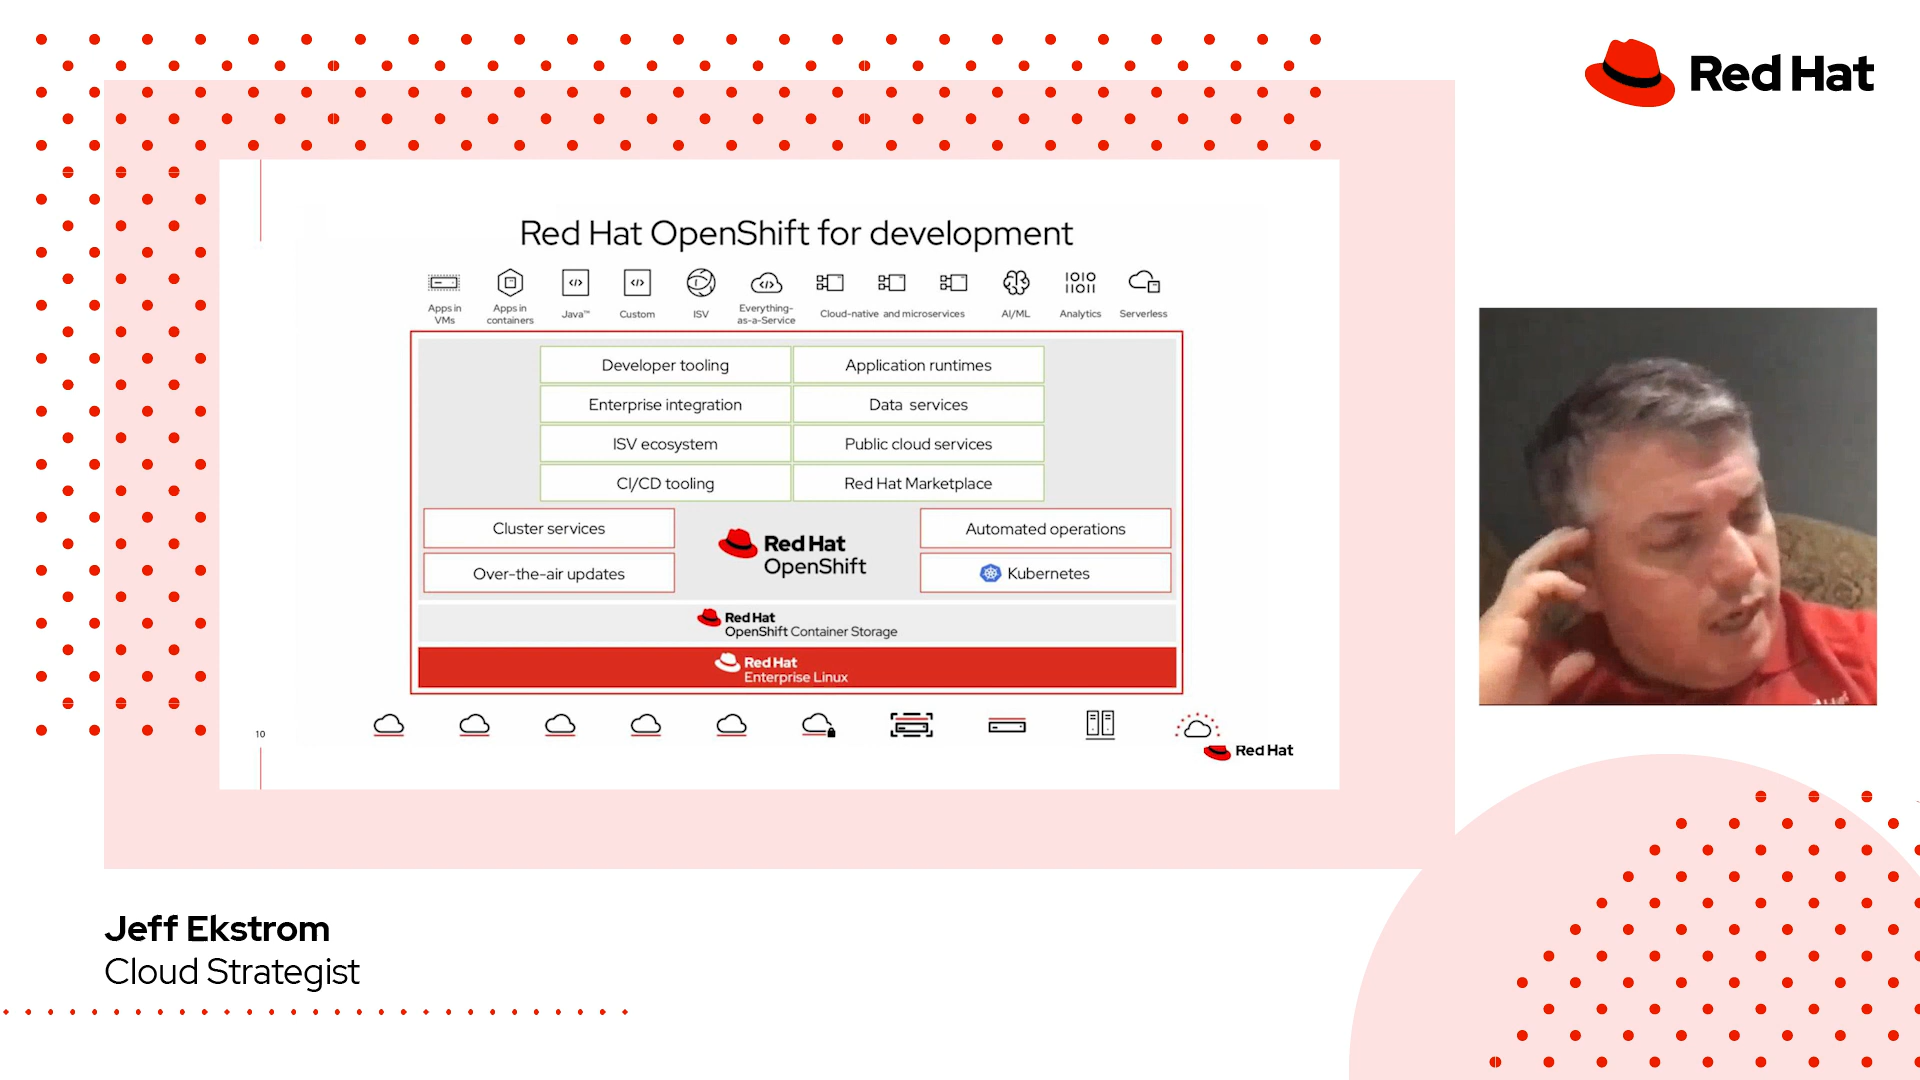 Red Hat
Red Hat OpenShift for development
Apps in
VMs
Apps in
containers
Java™
Custom
ISV
Everything-
as-a-Service
Cloud-native and microservices
AI/ML
Analytics
Serverless
Developer tooling
Application runtimes
Enterprise integration
Data services
ISV ecosystem
Public cloud services
CI/CD tooling
Red Hat Marketplace
Cluster services
Over-the-air updates
Red Hat
OpenShift
Automated operations
Kubernetes
Red Hat
OpenShift Container Storage
Red Hat
Enterprise Linux
10
Red Hat
Jeff Ekstrom
Cloud Strategist